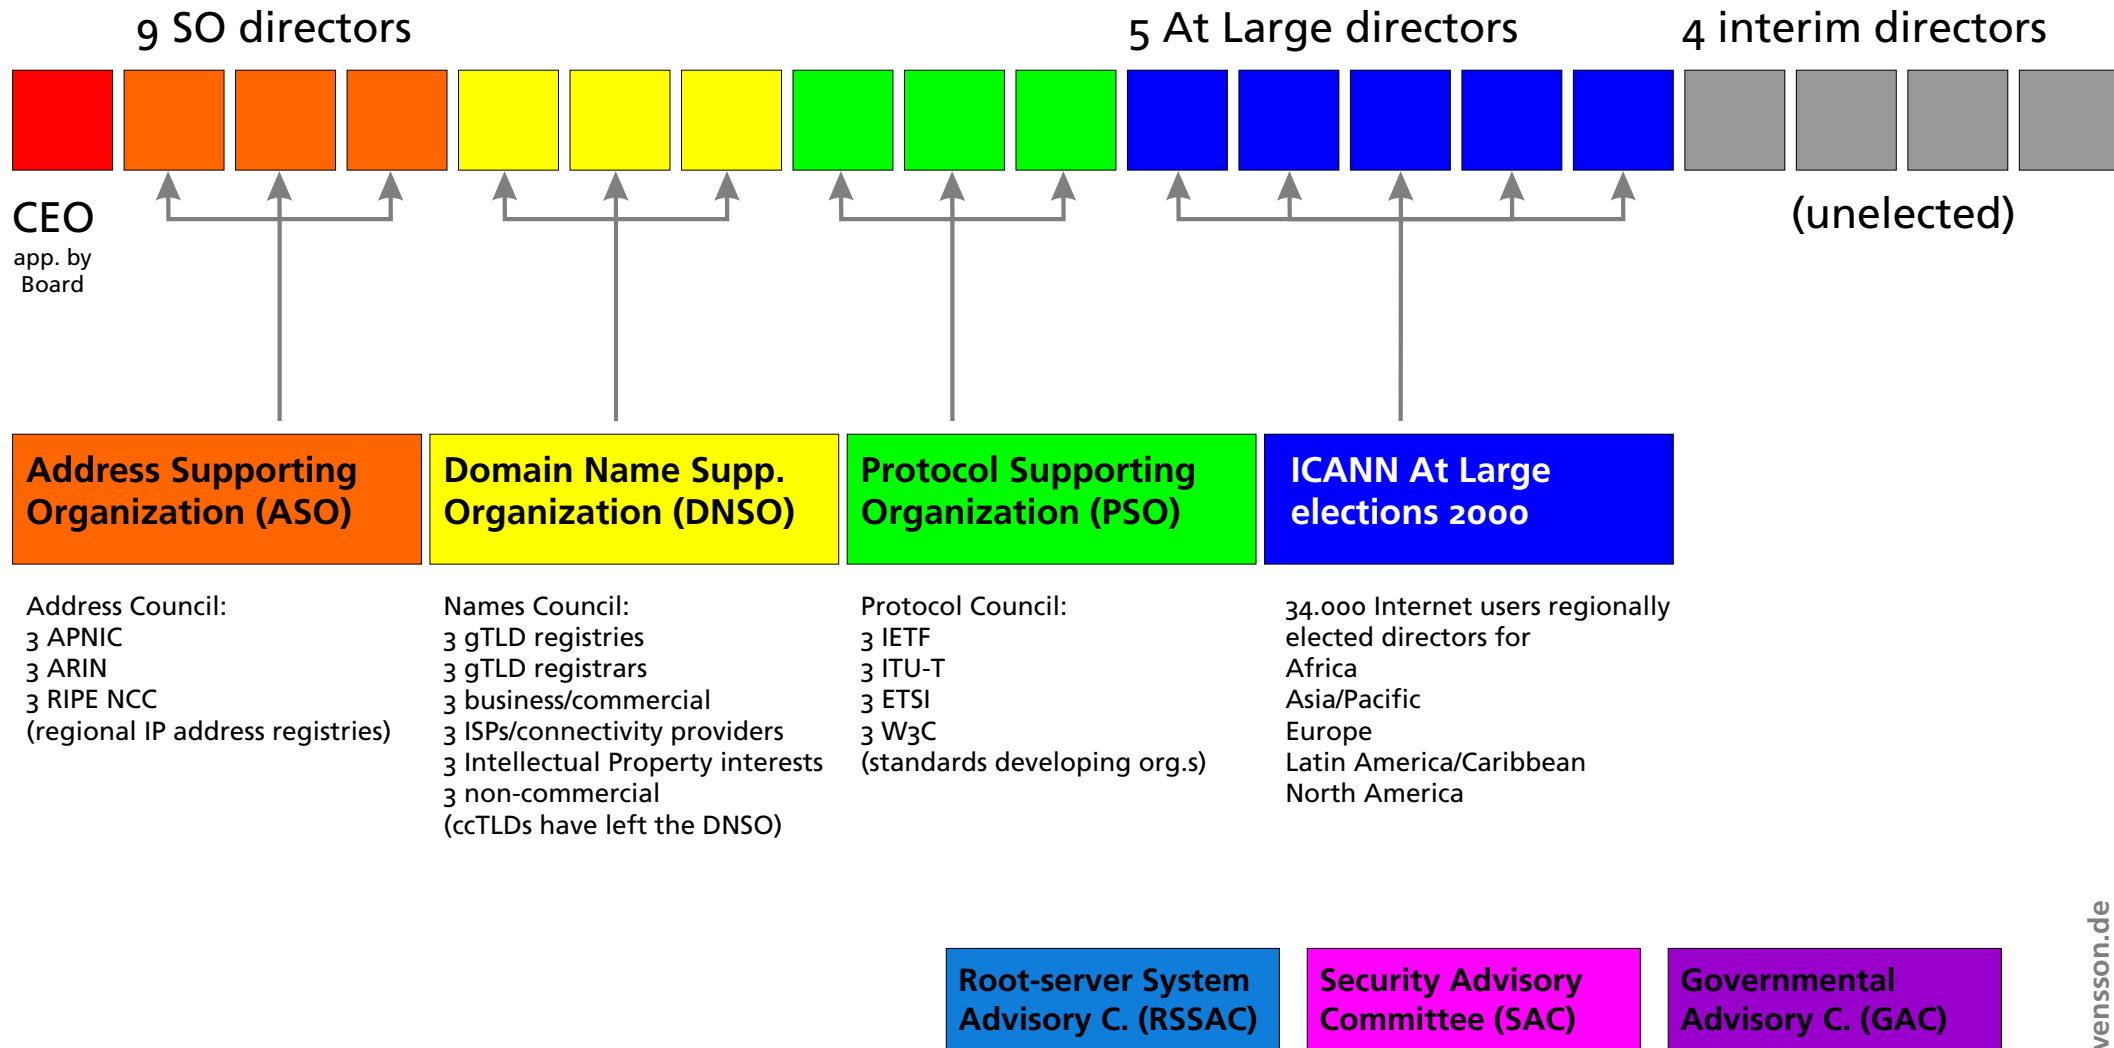 9 SO directors
5 At Large directors
4 interim directors
CEO
app. by
Board
(unelected)
Address Supporting
Organization (ASO)
Domain Name Supp.
Organization (DNSO)
Protocol Supporting
Organization (PSO)
ICANN At Large
elections 2000
Address Council:
3 APNIC
3 ARIN
3 RIPE NCC
(regional IP address registries)
Names Council:
3 gTLD registries
3 gTLD registrars
3 business/commercial
3 ISPs/connectivity providers
3 Intellectual Property interests
3 non-commercial
(ccTLDs have left the DNSO)
Protocol Council:
3 IETF
3 ITU-T
3 ETSI
3 W3C
(standards developing org.s)
34.000 Internet users regionally
elected directors for
Africa
Asia/Pacific
Europe
Latin America/Caribbean
North America
Root-server System
Advisory C. (RSSAC)
Security Advisory
Committee (SAC)
Governmental
Advisory C. (GAC)